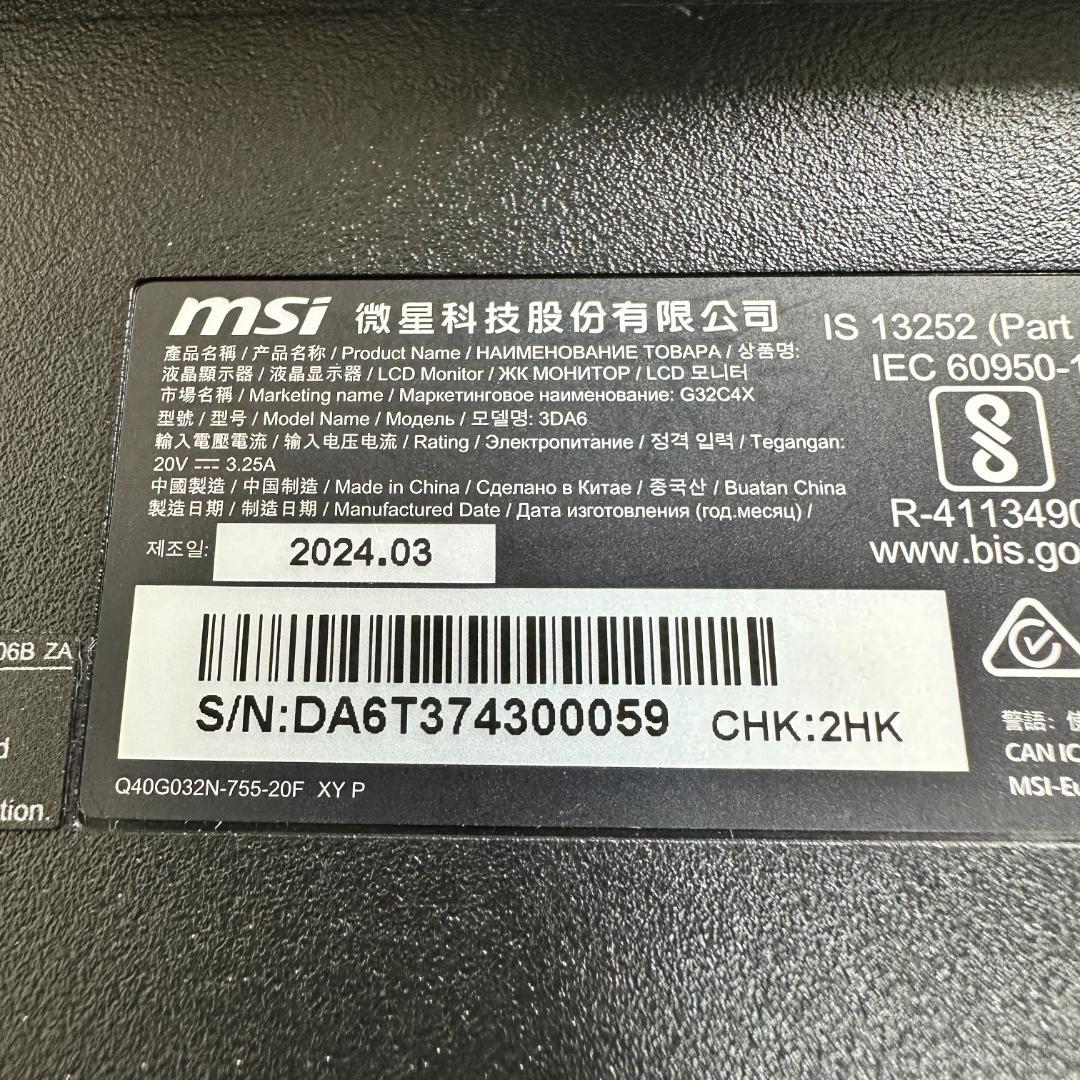 msi 微星科技股份有限公司
產品名稱 / 产品名称 / Product Name / НАИМЕНОВАНИЕ ТОВАРА / 상품명:
液晶顯示器 / 液晶显示器 / LCD Monitor / ЖК МОНИТОР / LCD 모니터
市場名稱 / Marketing name / Маркетинговое наименование: G32C4X
型號 / 型号 / Model Name / Модель / 모델명: 3DA6
輸入電壓電流 / 输入电压电流 / Rating / Электропитание / 정격 입력 / Tegangan:
20V ⎓ 3.25A
中國製造 / 中国制造 / Made in China / Сделано в Китае / 중국산 / Buatan China
製造日期 / 制造日期 / Manufactured Date / Дата изготовления (год.месяц) /
제조일: 2024.03
S/N:DA6T374300059 CHK:2HK
Q40G032N-755-20F XY P
IS 13252 (Part
IEC 60950-1
R-4113490
www.bis.go
警語: 使
CAN IC
MSI-Eu
06B ZA
d
tion.